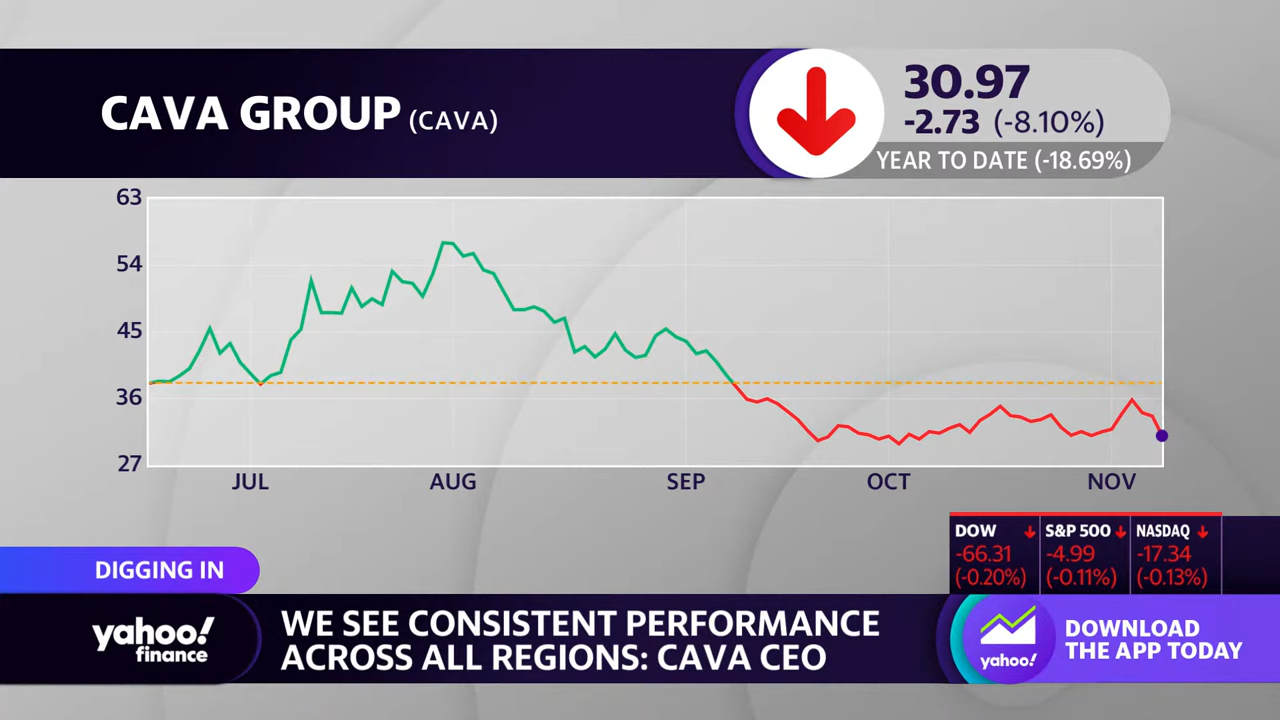 CAVA GROUP (CAVA)
30.97
-2.73 (-8.10%)
YEAR TO DATE (-18.69%)
63
54
45
36
27
JUL AUG SEP OCT NOV
DOW S&P 500 NASDAQ
-66.31 -4.99 -17.34
(-0.20%) (-0.11%) (-0.13%)
DIGGING IN
yahoo!
finance
WE SEE CONSISTENT PERFORMANCE
ACROSS ALL REGIONS: CAVA CEO
yahoo!
DOWNLOAD
THE APP TODAY